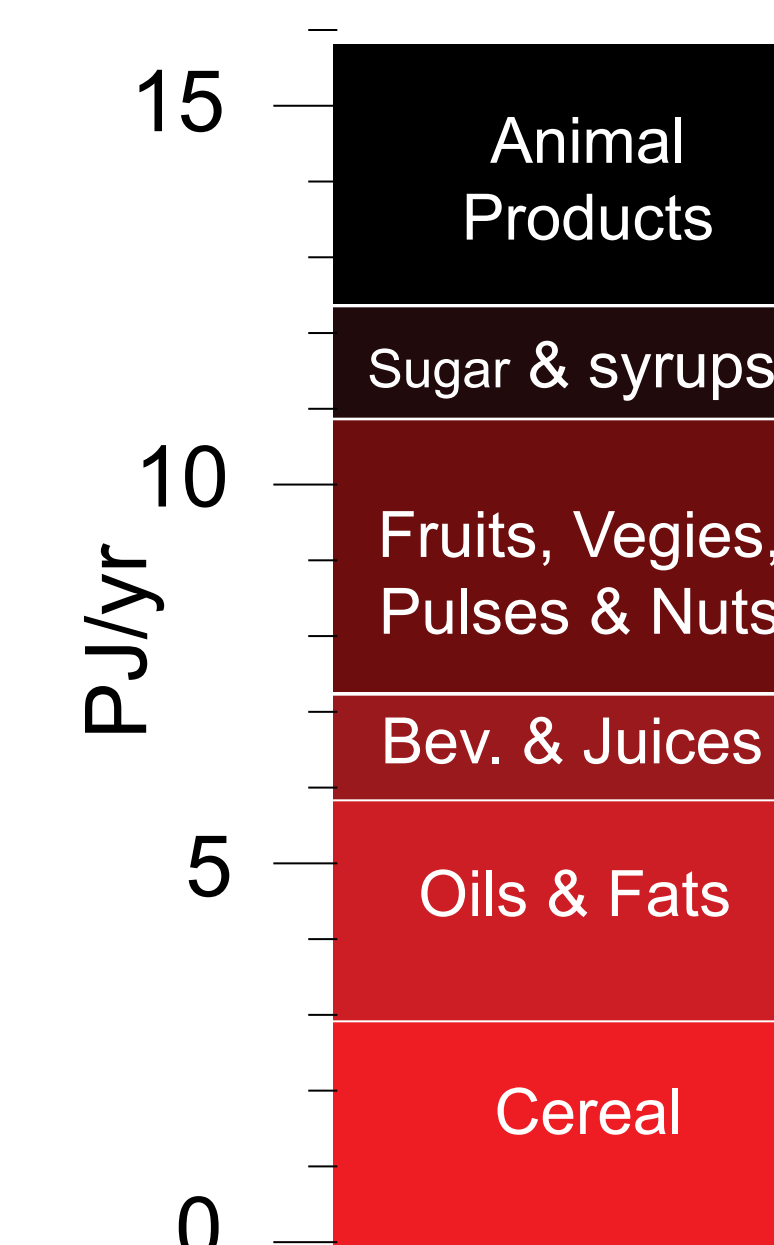 15
Animal
Products
Sugar & syrups
10
Fruits, Vegies,
Pulses & Nuts
PJ/yr
Bev. & Juices
5
Oils & Fats
Cereal
0